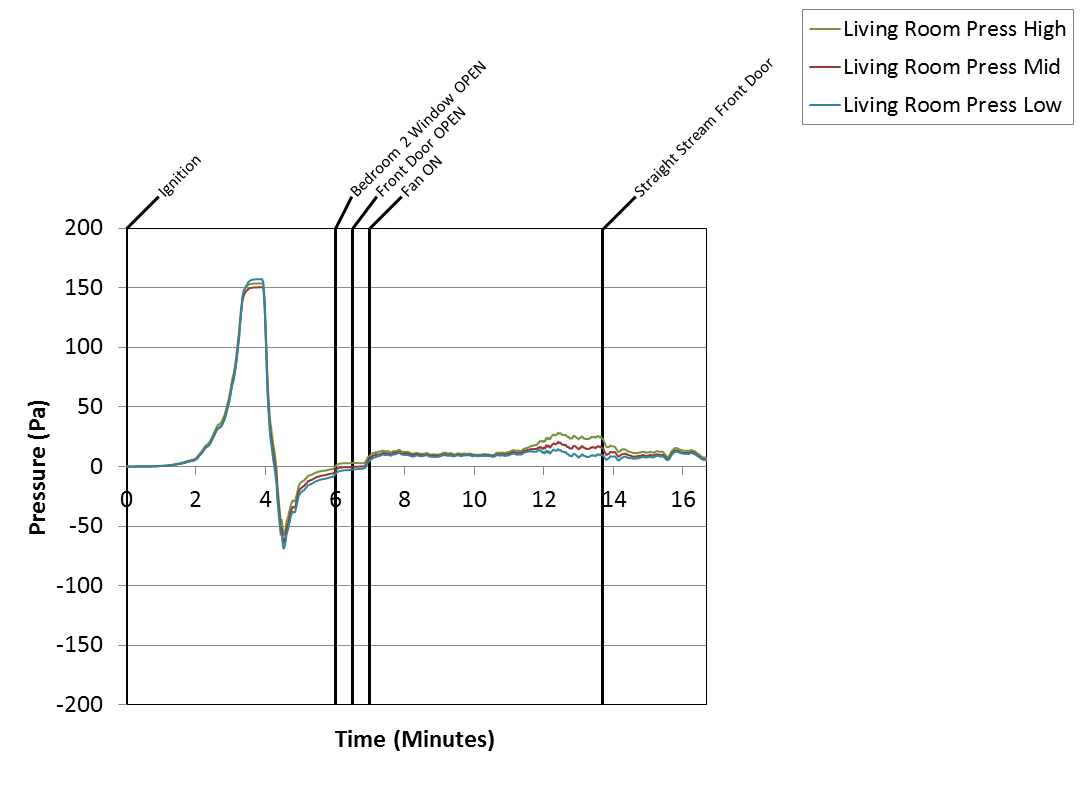 Living Room Press High
Living Room Press Mid
Living Room Press Low
Ignition
Bedroom 2 Window OPEN
Front Door OPEN
Fan ON
Straight Stream Front Door
200
150
100
50
0
-50
-100
-150
-200
Pressure (Pa)
0 2 4 6 8 10 12 14 16
Time (Minutes)